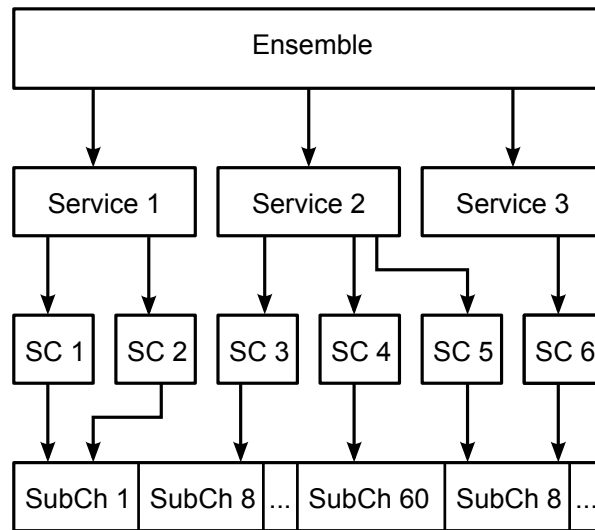 Ensemble
Service 1 Service 2 Service 3
SC 1 SC 2 SC 3 SC 4 SC 5 SC 6
SubCh 1 SubCh 8 ... SubCh 60 SubCh 8 ...